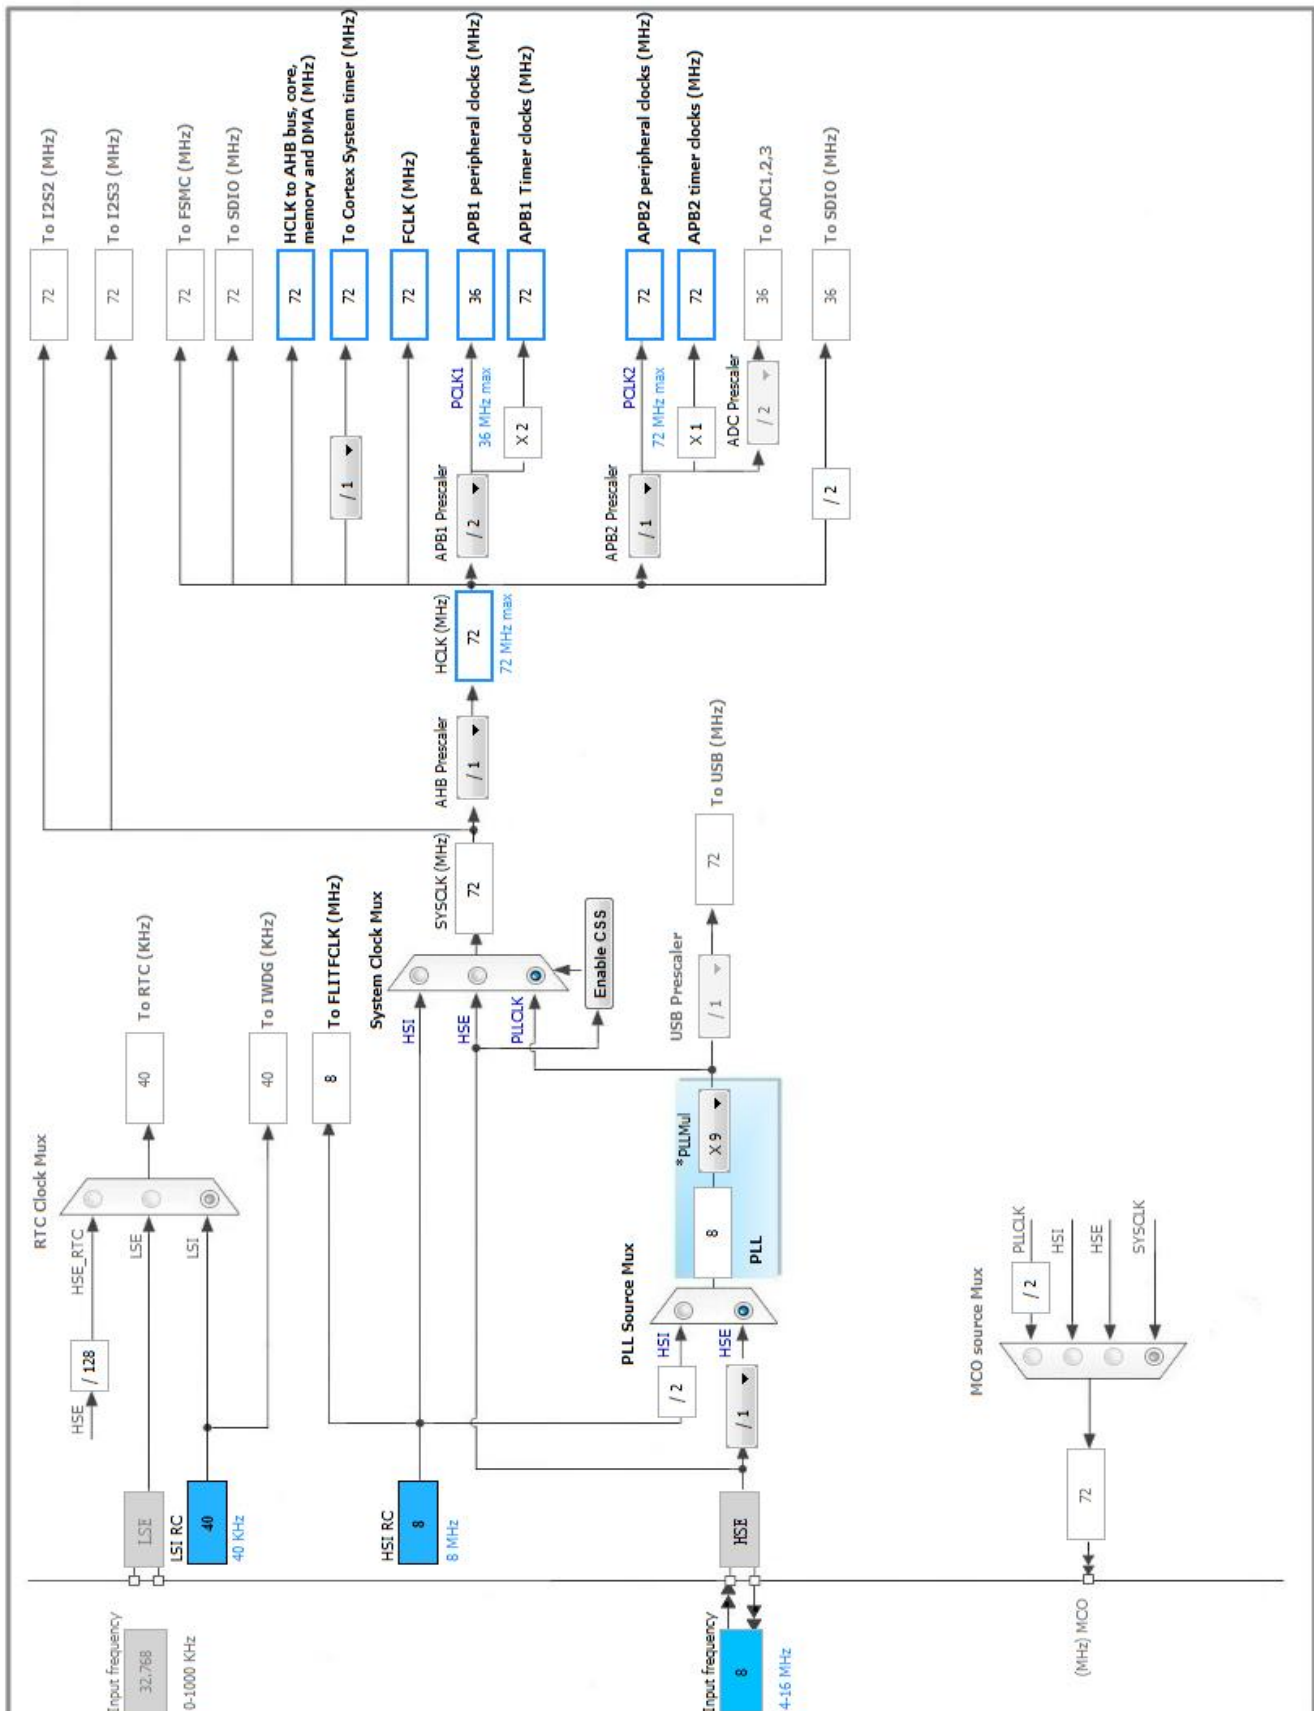 Input frequency
32.768
0-1000 KHz
LSE
LSI RC
40
40 KHz
HSE
/ 128
HSE_RTC
LSE
LSI
RTC Clock Mux
40
To RTC (KHz)
40
To IWDG (KHz)
HSI RC
8
8 MHz
8
To FLITFCLK (MHz)
Input frequency
8
4-16 MHz
HSE
/ 2
/ 1
HSI
HSE
PLL Source Mux
8
*PLLMul
X 9
PLL
USB Prescaler
/ 1
72
To USB (MHz)
System Clock Mux
HSI
HSE
PLLCLK
Enable CSS
SYSCLK (MHz)
72
AHB Prescaler
/ 1
HCLK (MHz)
72
72 MHz max
72
To I2S2 (MHz)
72
To I2S3 (MHz)
72
To FSMC (MHz)
72
To SDIO (MHz)
72
HCLK to AHB bus, core,
memory and DMA (MHz)
/ 1
72
To Cortex System timer (MHz)
72
FCLK (MHz)
APB1 Prescaler
/ 2
PCLK1
36 MHz max
36
APB1 peripheral clocks (MHz)
X 2
72
APB1 Timer clocks (MHz)
APB2 Prescaler
/ 1
PCLK2
72 MHz max
72
APB2 peripheral clocks (MHz)
X 1
72
APB2 timer clocks (MHz)
ADC Prescaler
/ 2
36
To ADC1,2,3
/ 2
36
To SDIO (MHz)
(MHz) MCO
72
MCO source Mux
/ 2
PLLCLK
HSI
HSE
SYSCLK